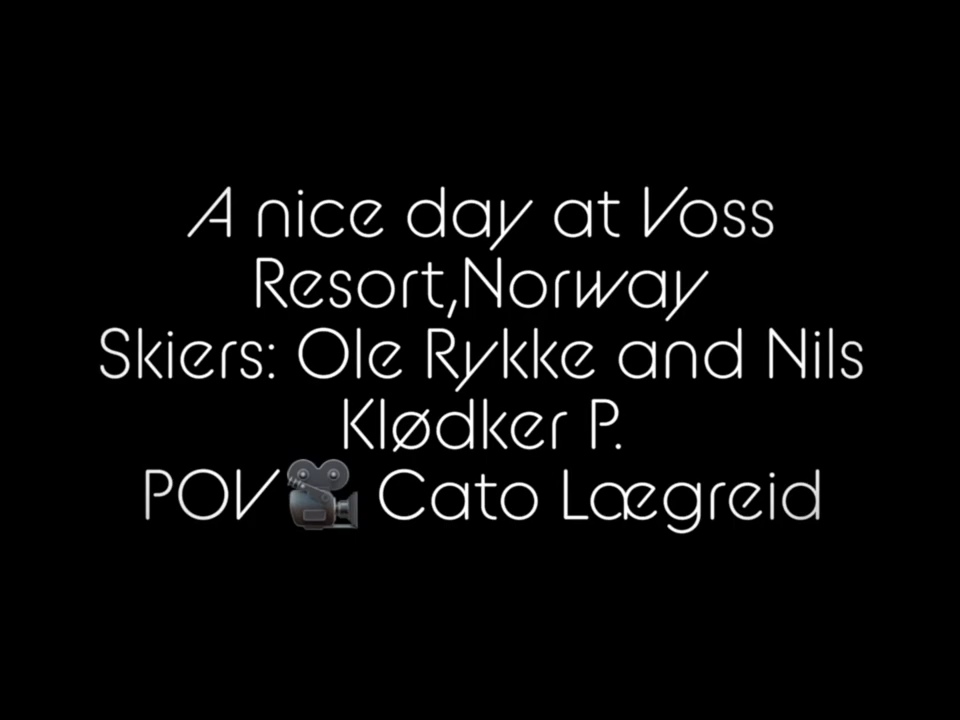 A nice day at Voss
Resort,Norway
Skiers: Ole Rykke and Nils
Klødker P.
POV🎥 Cato Lægreid